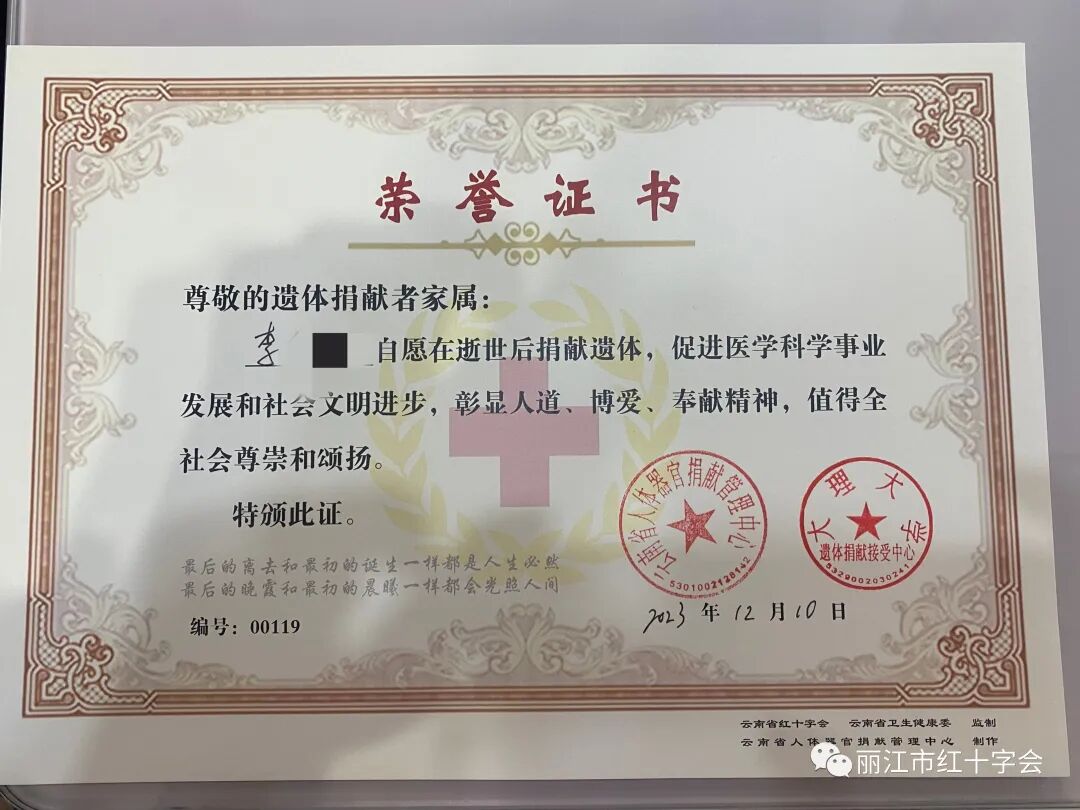 荣誉证书
尊敬的遗体捐献者家属：
李 自愿在逝世后捐献遗体，促进医学科学事业
发展和社会文明进步，彰显人道、博爱、奉献精神，值得全
社会尊崇和颂扬。
特颁此证。
云南省人体器官捐献管理中心
5301002128142
大理大学
遗体捐献接受中心
5329002030241
最后的离去和最初的诞生一样都是人生必然
最后的晚霞和最初的晨曦一样都会光照人间
2023 年 12 月 10 日
编号：00119
云南省红十字会 云南省卫生健康委 监制
云南省人体器官捐献管理中心 制作
丽江市红十字会